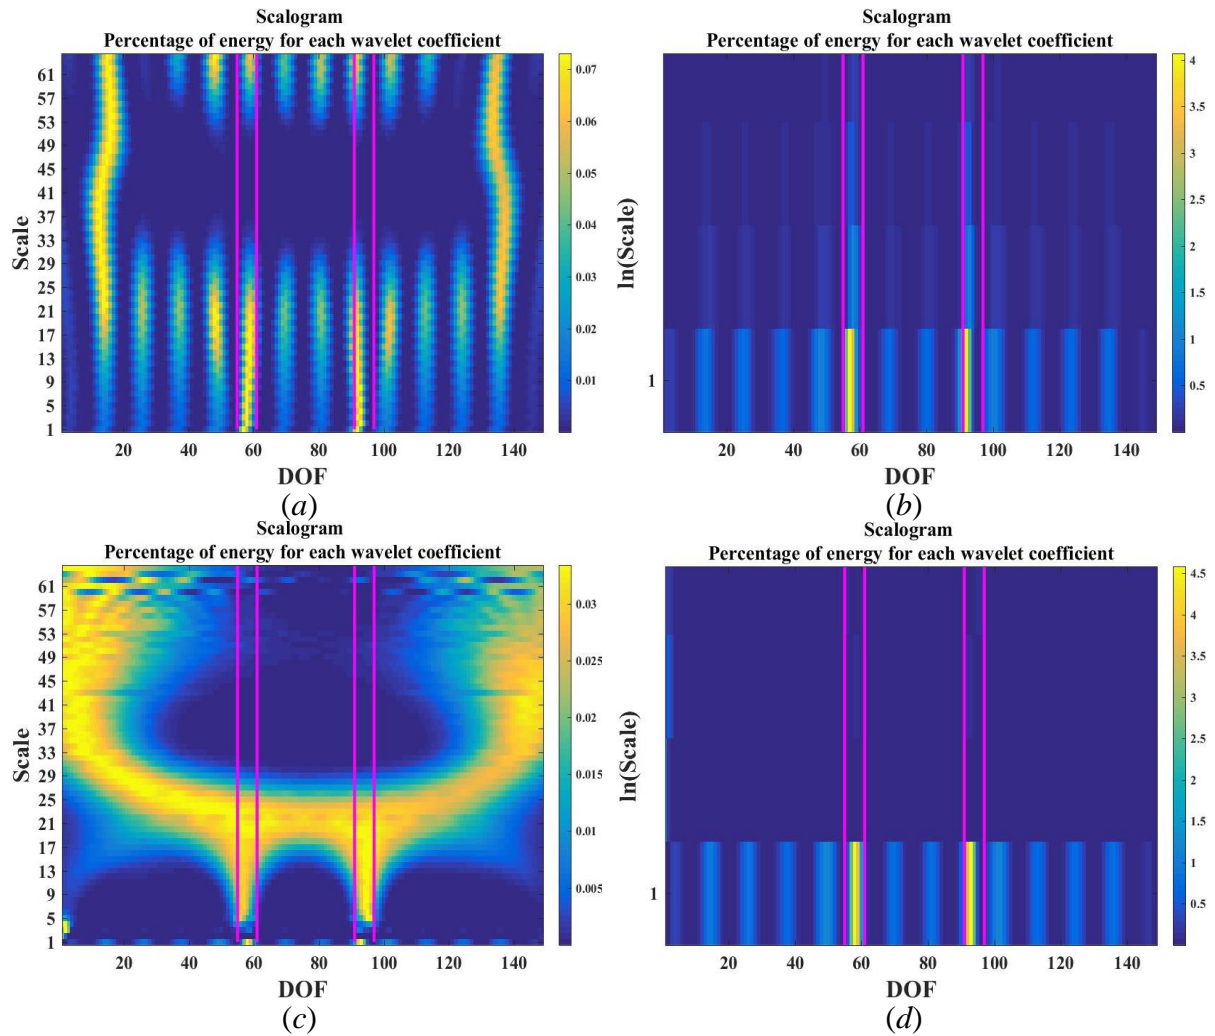 Scalogram
Percentage of energy for each wavelet coefficient
Scale
61
57
53
49
45
41
37
33
29
25
21
17
13
9
5
1
20 40 60 80 100 120 140
DOF
0.07
0.06
0.05
0.04
0.03
0.02
0.01
(a)
Scalogram
Percentage of energy for each wavelet coefficient
ln(Scale)
1
20 40 60 80 100 120 140
DOF
4
3.5
3
2.5
2
1.5
1
0.5
(b)
Scalogram
Percentage of energy for each wavelet coefficient
Scale
61
57
53
49
45
41
37
33
29
25
21
17
13
9
5
1
20 40 60 80 100 120 140
DOF
0.03
0.025
0.02
0.015
0.01
0.005
(c)
Scalogram
Percentage of energy for each wavelet coefficient
ln(Scale)
1
20 40 60 80 100 120 140
DOF
4.5
4
3.5
3
2.5
2
1.5
1
0.5
(d)